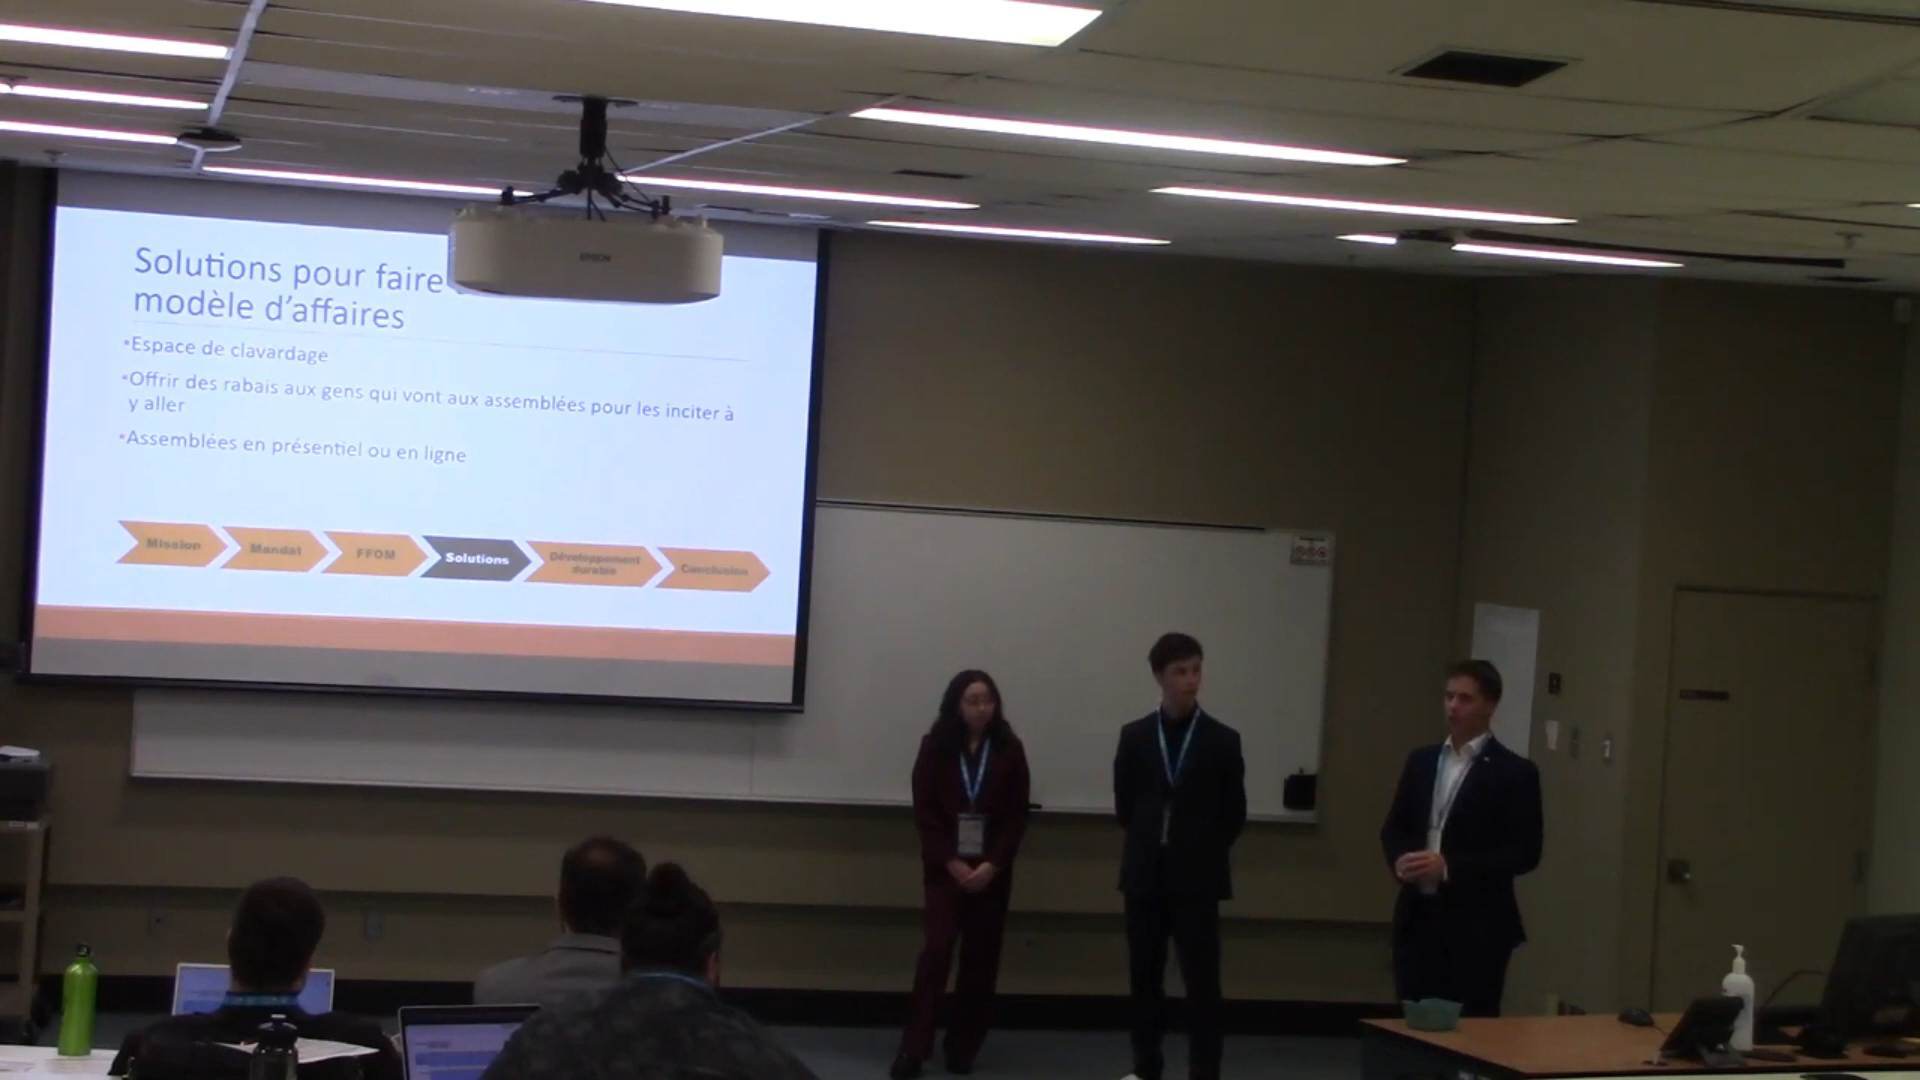 EPSON
Solutions pour faire
modèle d'affaires
•Espace de clavardage
•Offrir des rabais aux gens qui vont aux assemblées pour les inciter à
y aller
•Assemblées en présentiel ou en ligne
Mission
Mandat
FFOM
Solutions
Développement
durable
Conclusion